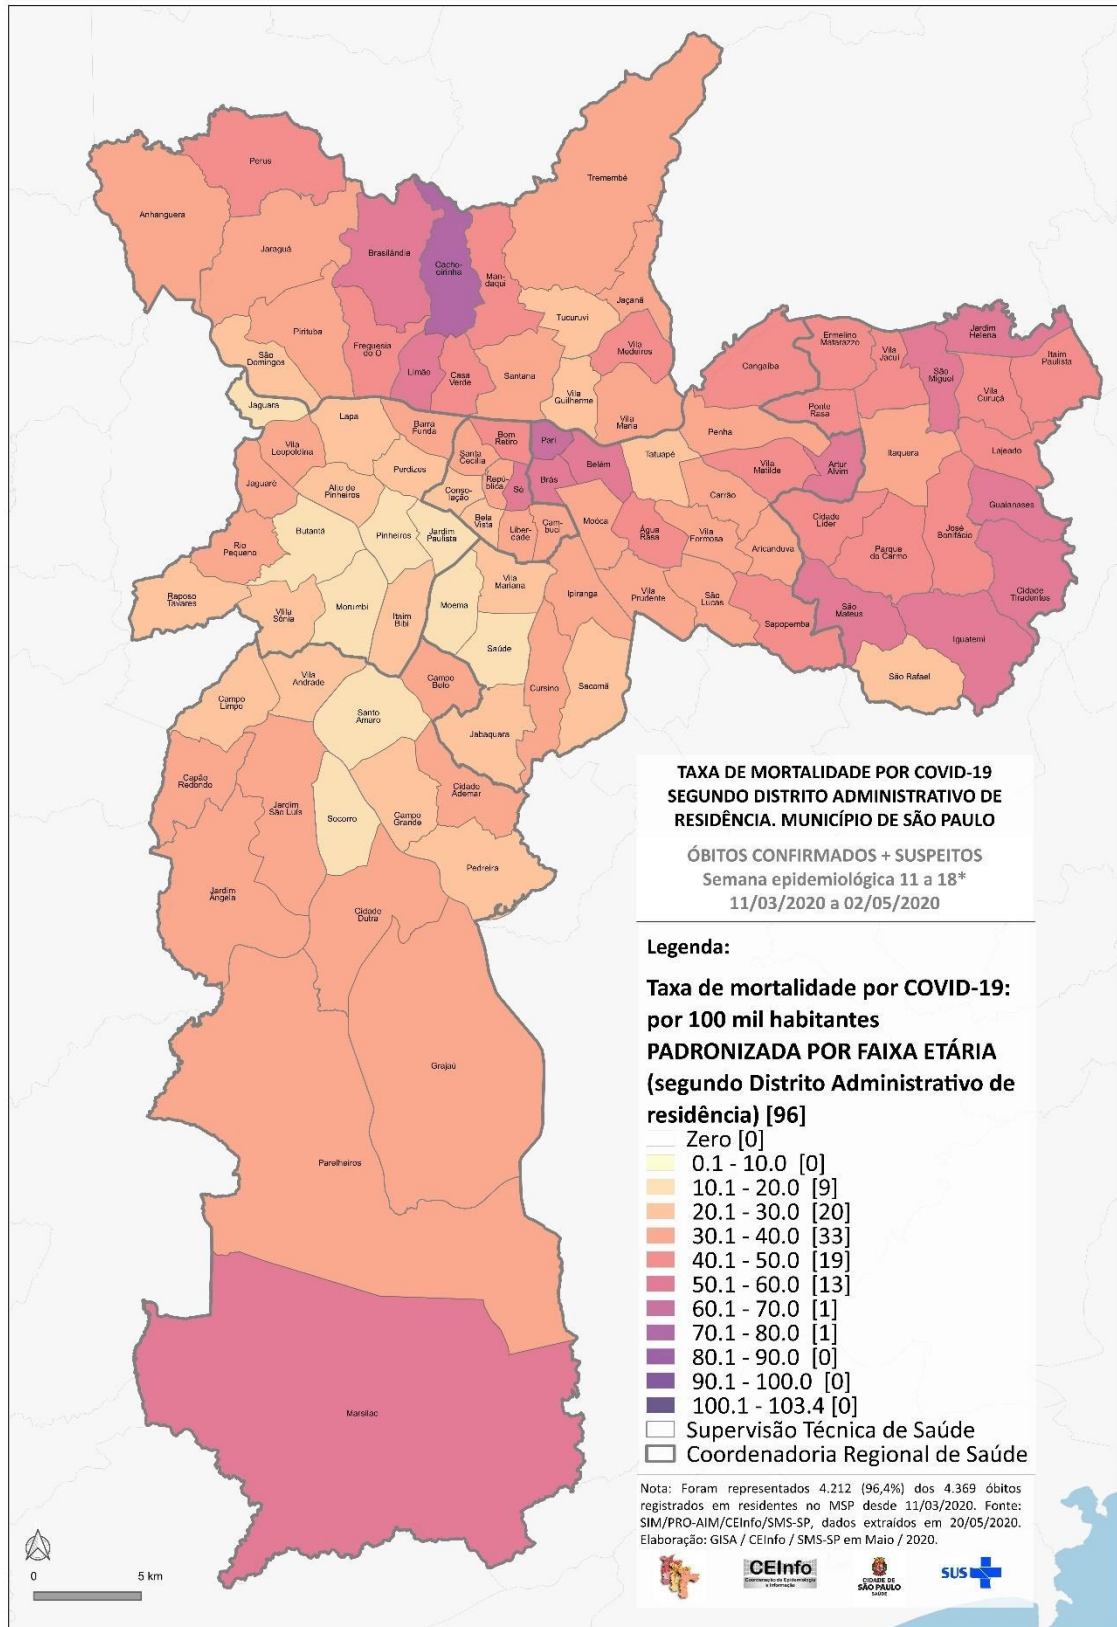 Perus
Tremembé
Anhanguera
Jaraguá
Brasilândia
Cacho-
eirinha
Man-
daqui
Jaçanã
Tucuruvi
Pirituba
Freguesia
do Ó
Vila
Medeiros
São
Domingos
Limão
Casa
Verde
Santana
Cangaíba
Ermelino
Matarazzo
Vila
Jacuí
Jardim
Helena
São
Miguel
Itaim
Paulista
Vila
Curuçá
Jaguara
Lapa
Barra
Funda
Vila
Guilherme
Vila
Maria
Ponte
Rasa
Penha
Vila
Leopoldina
Perdizes
Santa
Cecília
Bom
Retiro
Pari
Belém
Tatuapé
Vila
Matilde
Artur
Alvim
Itaquera
Lajeado
Jaguaré
Alto de
Pinheiros
Conso-
lação
Repú-
blica
Sé
Brás
Carrão
Guaianases
Butantã
Pinheiros
Jardim
Paulista
Bela
Vista
Liber-
dade
Cam-
buci
Moóca
Água
Rasa
Vila
Formosa
Aricanduva
Cidade
Líder
Parque
do Carmo
José
Bonifácio
Rio
Pequeno
Raposo
Tavares
Vila
Sônia
Morumbi
Itaim
Bibi
Moema
Vila
Mariana
Ipiranga
Vila
Prudente
São
Lucas
Sapopemba
São
Mateus
Cidade
Tiradentes
Iguatemi
São Rafael
Saúde
Campo
Limpo
Vila
Andrade
Santo
Amaro
Campo
Belo
Cursino
Sacomã
Jabaquara
Capão
Redondo
Jardim
São Luís
Socorro
Campo
Grande
Cidade
Ademar
Pedreira
Jardim
Ângela
Cidade
Dutra
Grajaú
Parelheiros
Marsilac
TAXA DE MORTALIDADE POR COVID-19
SEGUNDO DISTRITO ADMINISTRATIVO DE
RESIDÊNCIA. MUNICÍPIO DE SÃO PAULO
ÓBITOS CONFIRMADOS + SUSPEITOS
Semana epidemiológica 11 a 18*
11/03/2020 a 02/05/2020
Legenda:
Taxa de mortalidade por COVID-19:
por 100 mil habitantes
PADRONIZADA POR FAIXA ETÁRIA
(segundo Distrito Administrativo de
residência) [96]
Zero [0]
0.1 - 10.0 [0]
10.1 - 20.0 [9]
20.1 - 30.0 [20]
30.1 - 40.0 [33]
40.1 - 50.0 [19]
50.1 - 60.0 [13]
60.1 - 70.0 [1]
70.1 - 80.0 [1]
80.1 - 90.0 [0]
90.1 - 100.0 [0]
100.1 - 103.4 [0]
Supervisão Técnica de Saúde
Coordenadoria Regional de Saúde
Nota: Foram representados 4.212 (96,4%) dos 4.369 óbitos
registrados em residentes no MSP desde 11/03/2020. Fonte:
SIM/PRO-AIM/CEInfo/SMS-SP, dados extraídos em 20/05/2020.
Elaboração: GISA / CEInfo / SMS-SP em Maio / 2020.
CEInfo
Coordenação de Epidemiologia
e Informação
CIDADE DE
SÃO PAULO
SAÚDE
SUS
0 5 km